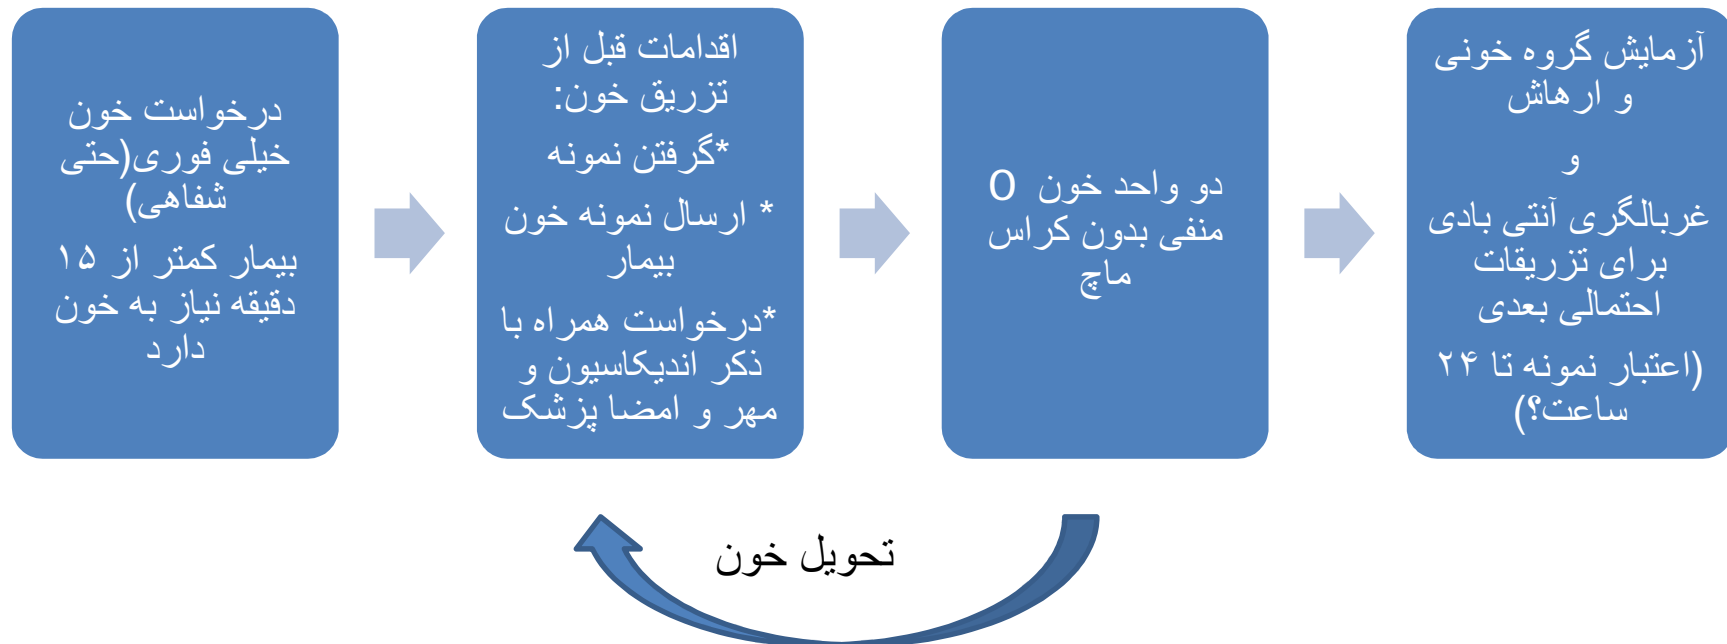 درخواست خون
خیلی فوری(حتی
شفاهی)
بیمار کمتر از ۱۵
دقیقه نیاز به خون
دارد
اقدامات قبل از
تزریق خون:
*گرفتن نمونه
* ارسال نمونه خون
بیمار
*درخواست همراه با
ذکر اندیکاسیون و
مهر و امضا پزشک
دو واحد خون O
منفی بدون کراس
ماچ
آزمایش گروه خونی
و ارهاش
و
غربالگری آنتی بادی
برای تزریقات
احتمالی بعدی
(اعتبار نمونه تا ۲۴
ساعت؟)
تحویل خون